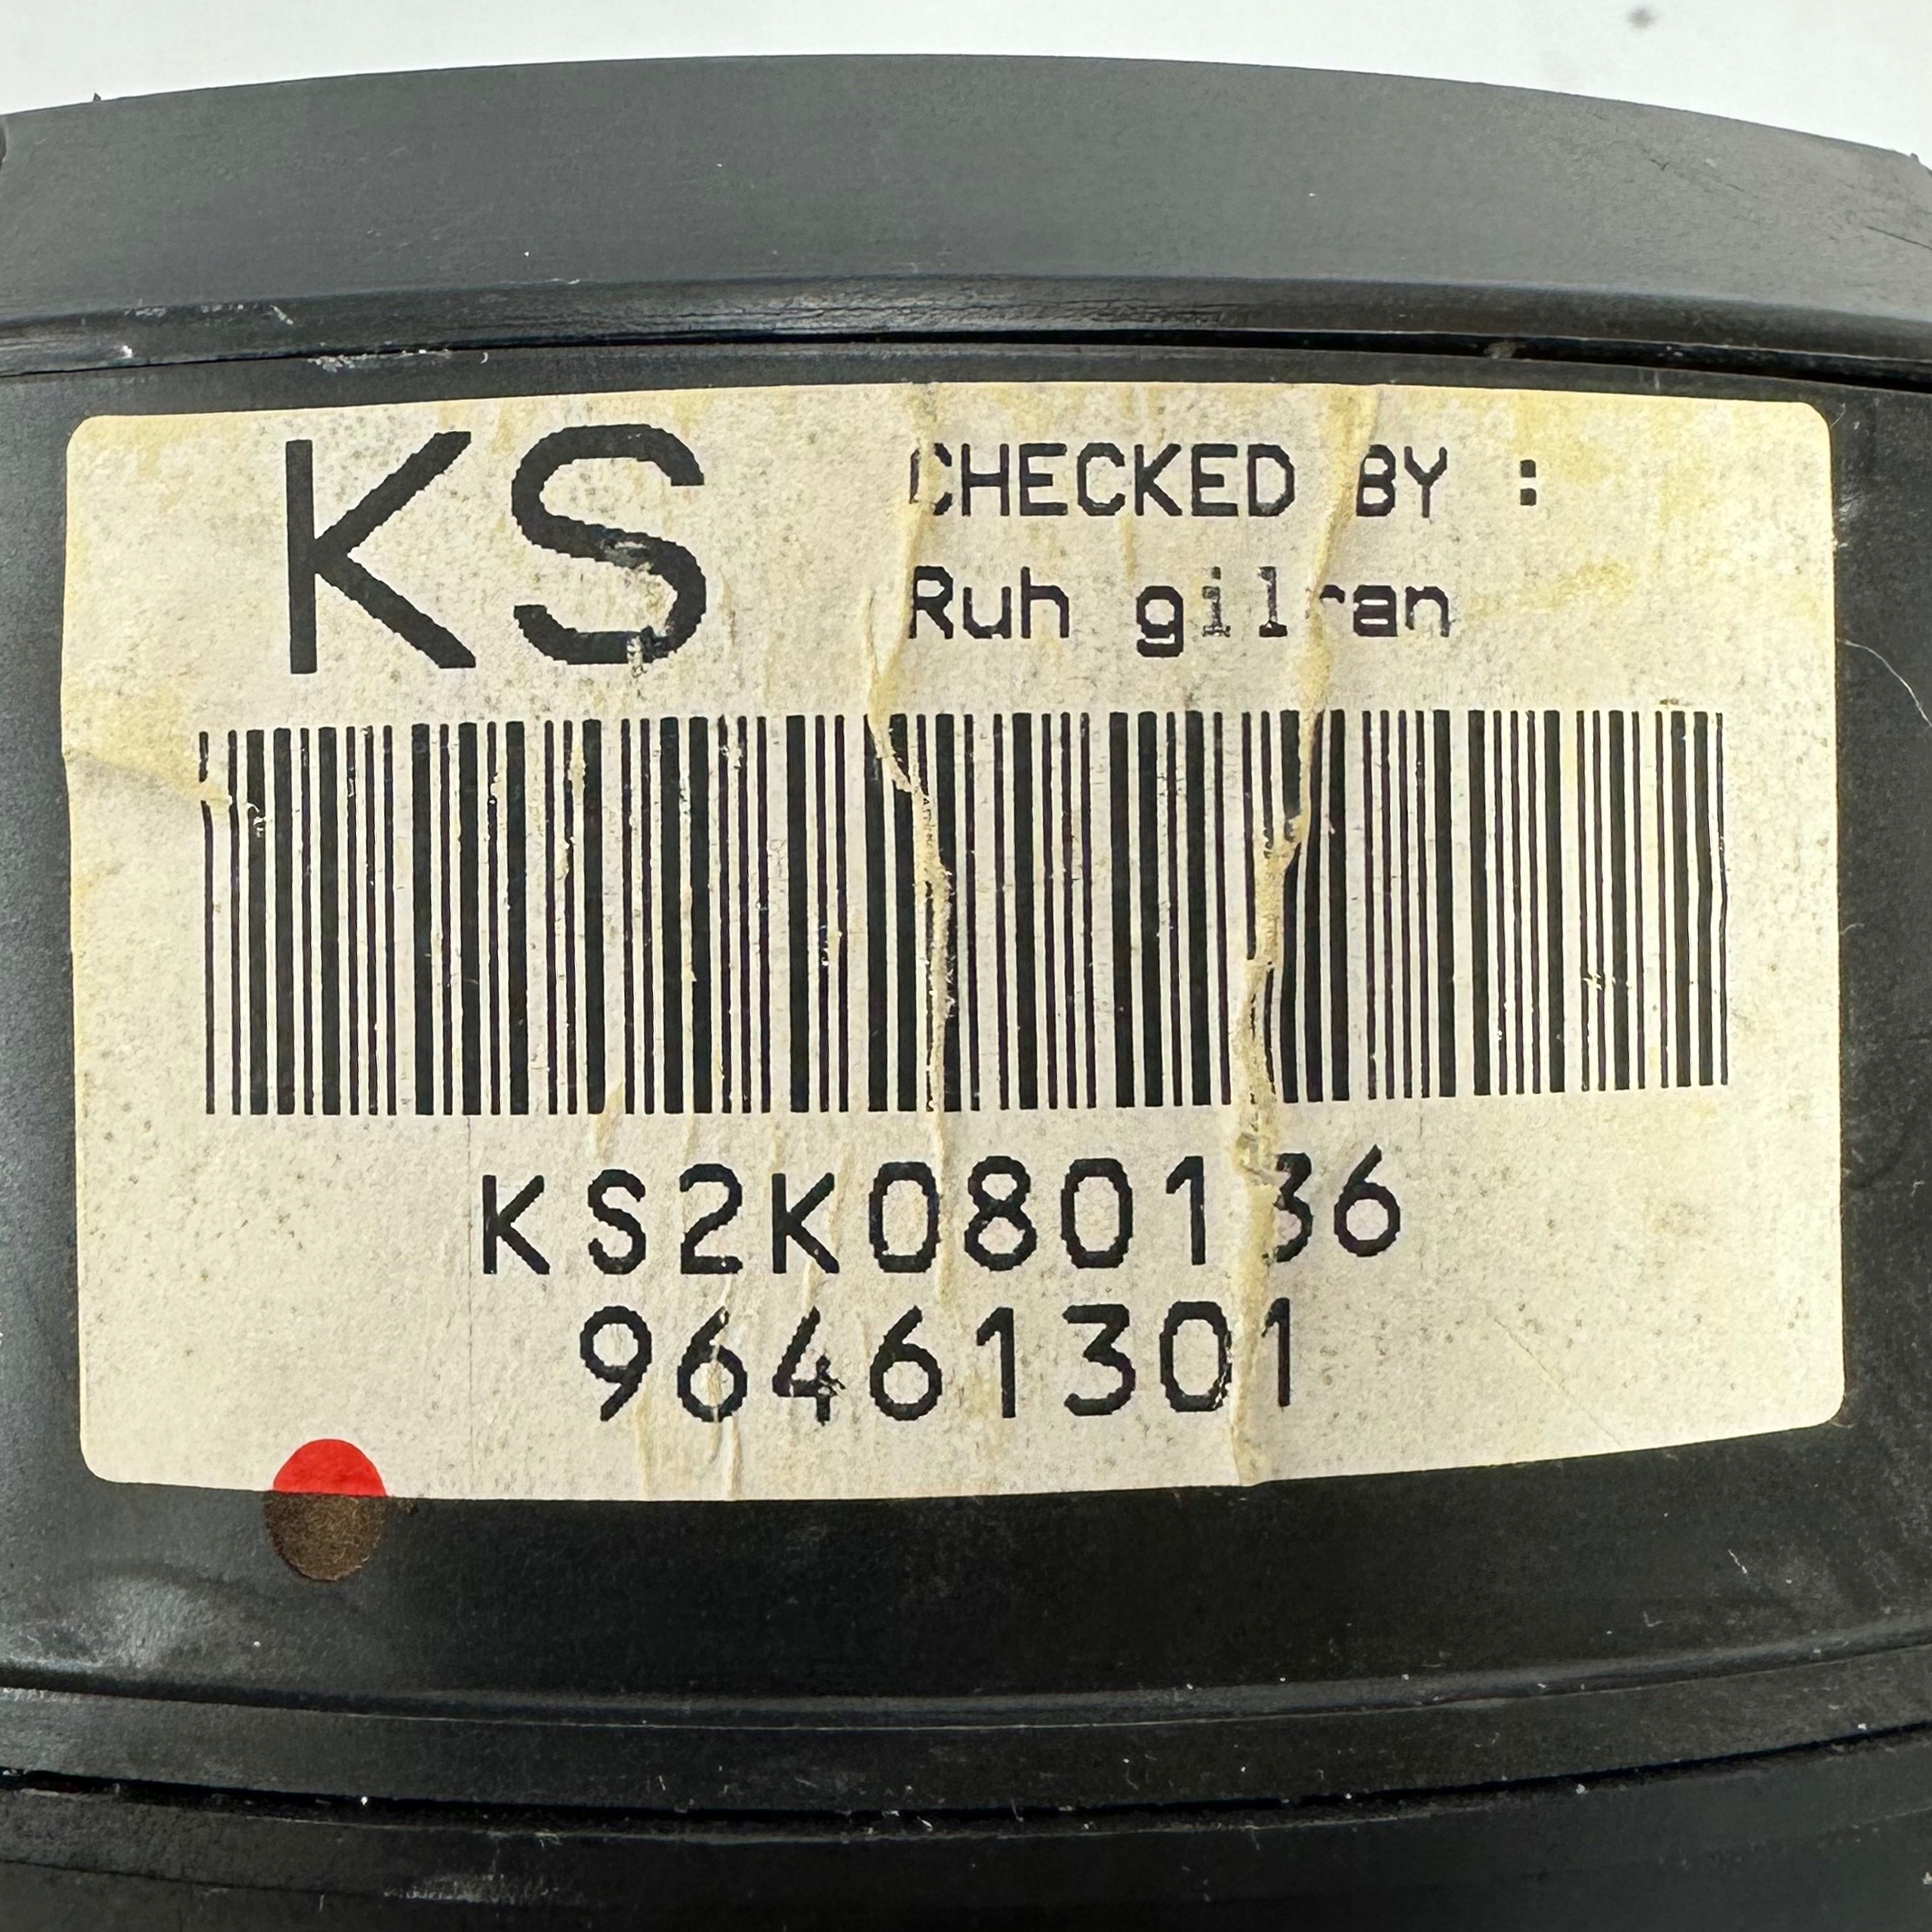 KS
CHECKED BY :
Ruh gilran
KS2K080136
96461301